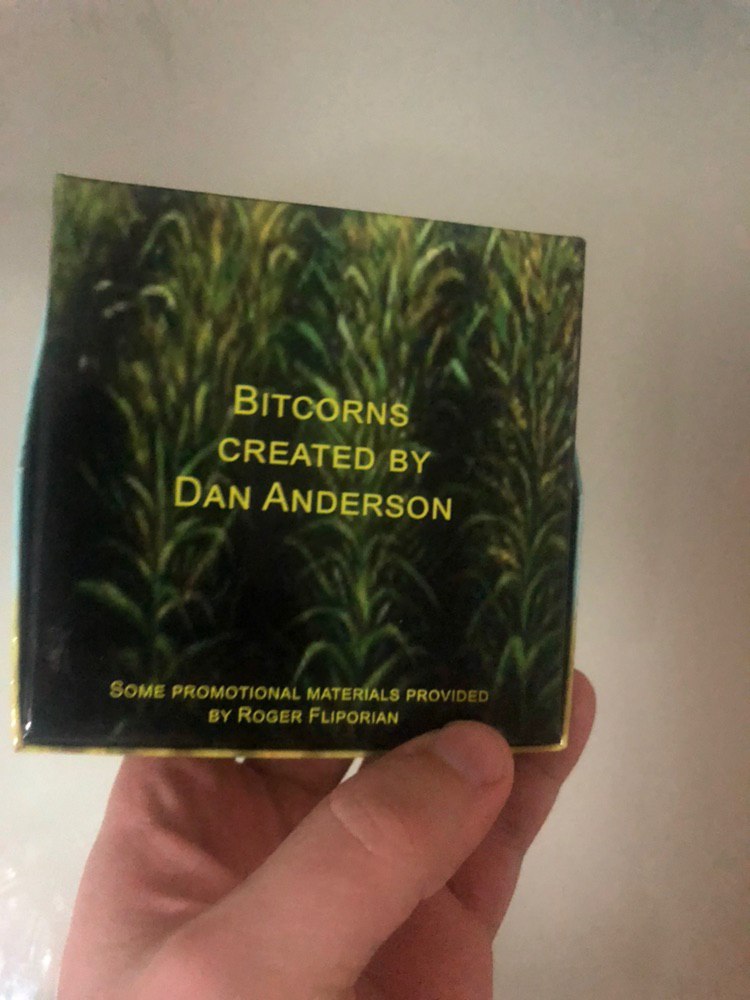 Bitcorns
created by
Dan Anderson
Some promotional materials provided
by Roger Fliporian